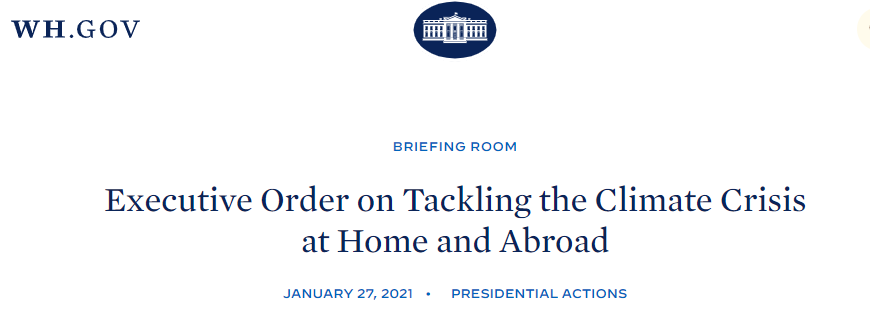 WH.GOV
BRIEFING ROOM
Executive Order on Tackling the Climate Crisis
at Home and Abroad
JANUARY 27, 2021 • PRESIDENTIAL ACTIONS